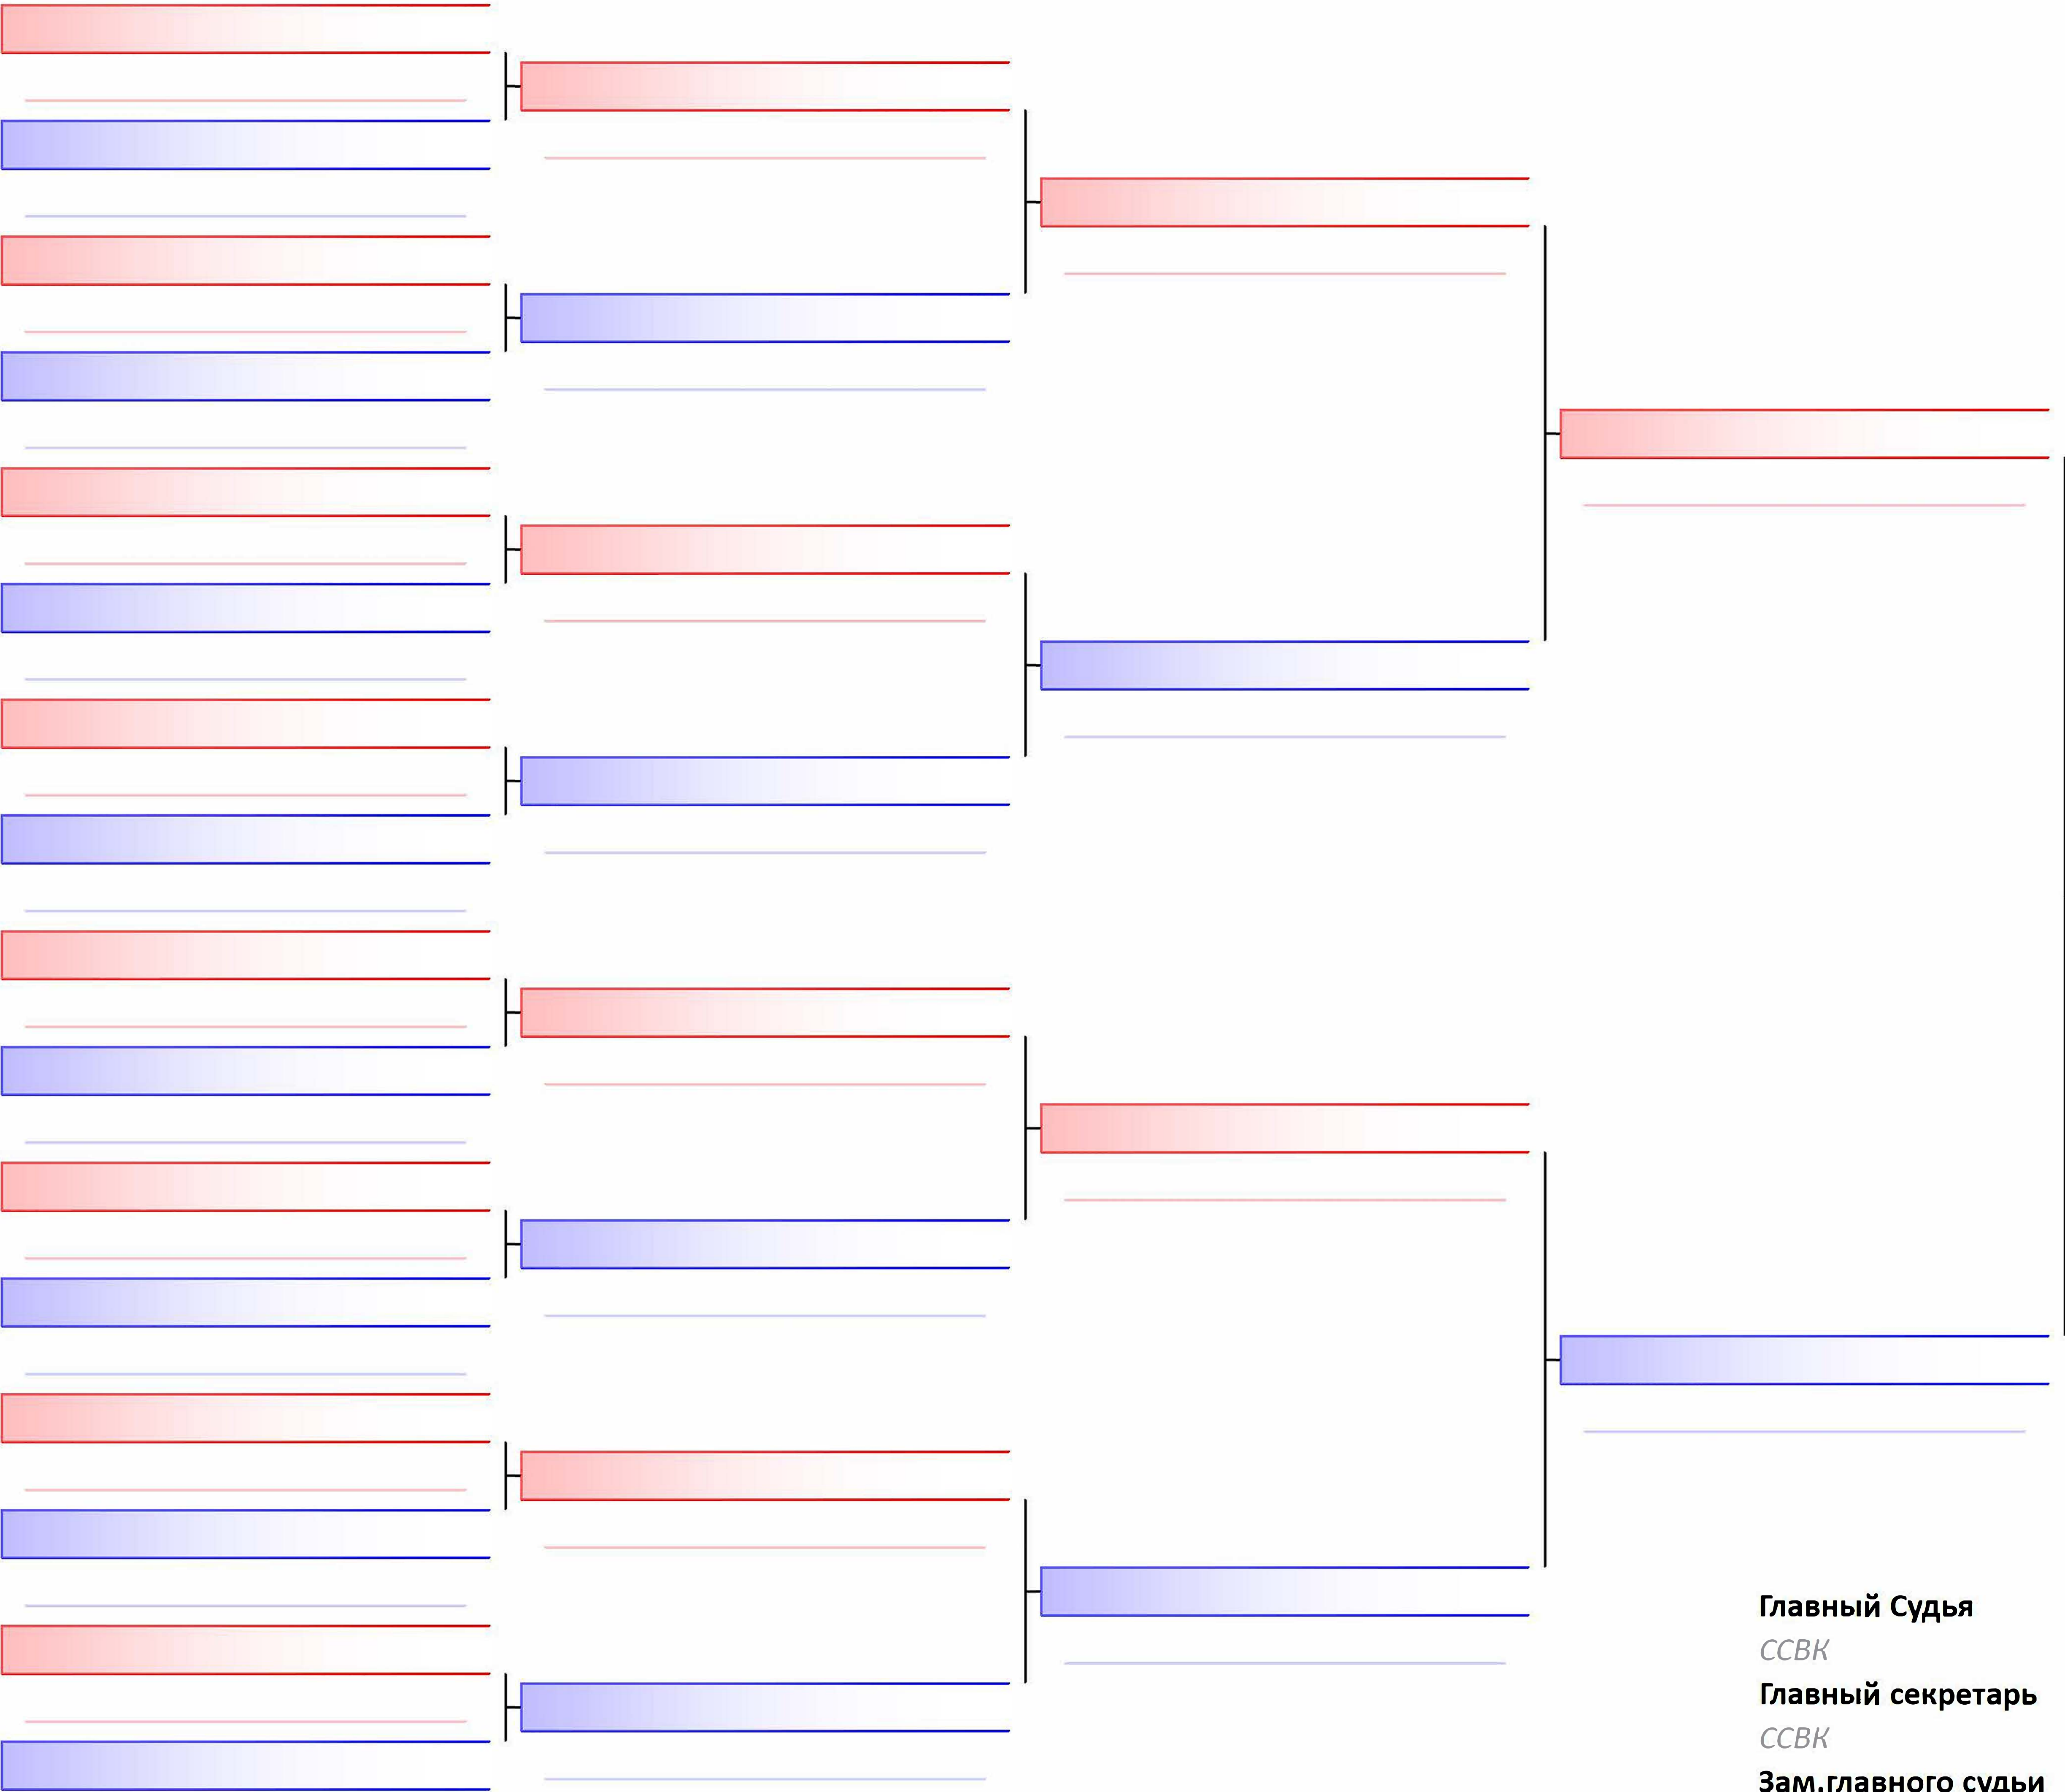 Главный Судья
ССВК
Главный секретарь
ССВК
Зам.главного судьи